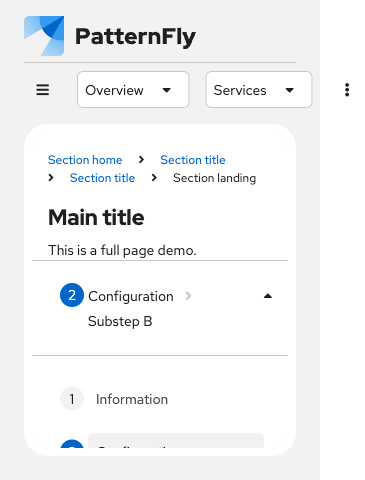 PatternFly
Overview Services
Section home Section title
Section title Section landing
Main title
This is a full page demo.
2 Configuration
Substep B
1 Information